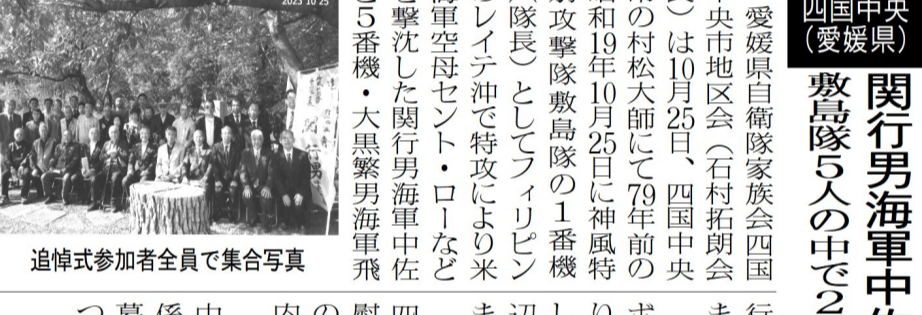 四国中央
（愛媛県）
関行男海軍中佐
敷島隊５人の中で２
愛媛県自衛隊家族会四国
中央市地区会（石村拓朗会
長）は10月25日、四国中央
市の村松大師にて79年前の
昭和19年10月25日に神風特
別攻撃隊敷島隊の１番機
（隊長）としてフィリピン
のレイテ沖で特攻により米
海軍空母セント・ローなど
を撃沈した関行男海軍中佐
と５番機・大黒繁男海軍飛
2023 10 25
追悼式参加者全員で集合写真